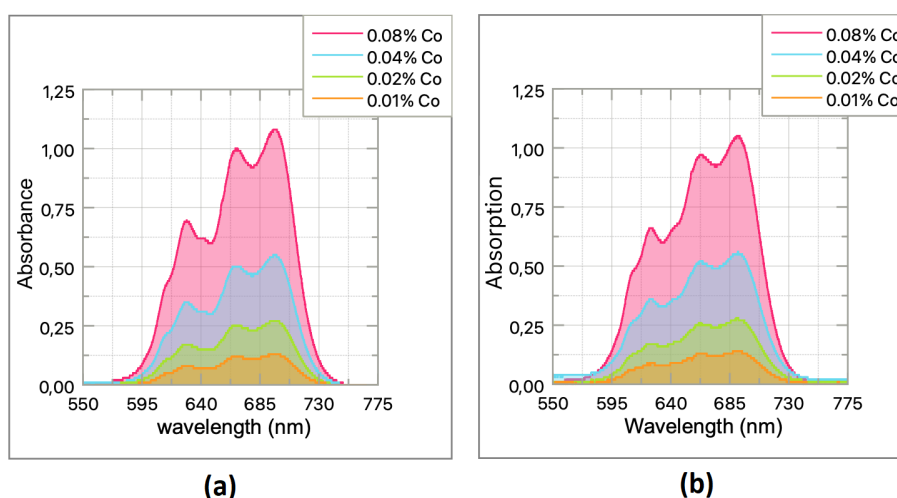 0.08% Co
0.04% Co
0.02% Co
0.01% Co
1,25
1,00
0,75
0,50
0,25
0,00
Absorbance
550 595 640 685 730 775
wavelength (nm)
(a)
0.08% Co
0.04% Co
0.02% Co
0.01% Co
1,25
1,00
0,75
0,50
0,25
0,00
Absorption
550 595 640 685 730 775
Wavelength (nm)
(b)